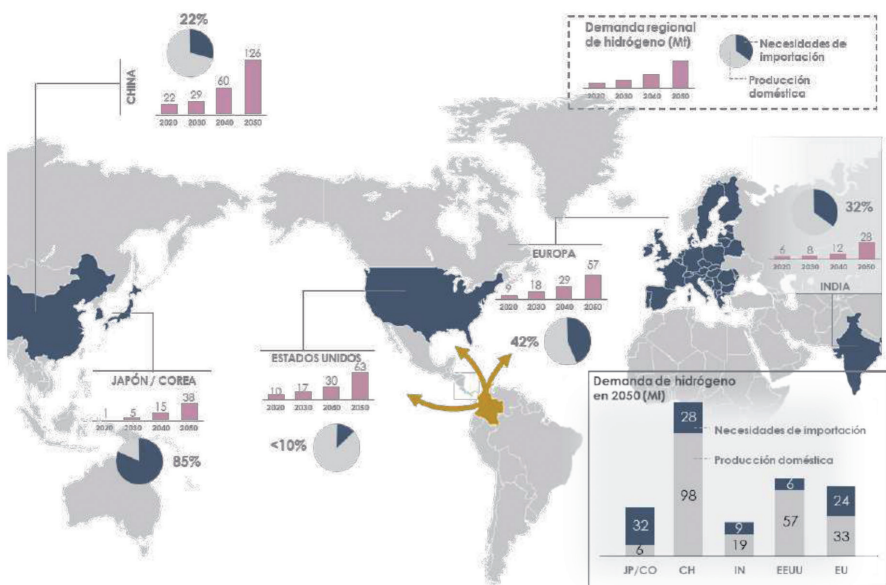 22%
CHINA
22 29 60 126
2020 2030 2040 2050
Demanda regional
de hidrógeno (Mt)
2020 2030 2040 2050
Necesidades de
importación
Producción
doméstica
32%
6 8 12 28
2020 2030 2040 2050
INDIA
EUROPA
9 18 29 57
2020 2030 2040 2050
42%
ESTADOS UNIDOS
10 17 30 63
2020 2030 2040 2050
<10%
JAPÓN / COREA
1 5 15 38
2020 2030 2040 2050
85%
Demanda de hidrógeno
en 2050 (Mt)
Necesidades de importación
Producción doméstica
32 28 9 6 24
6 98 19 57 33
JP/CO CH IN EEUU EU